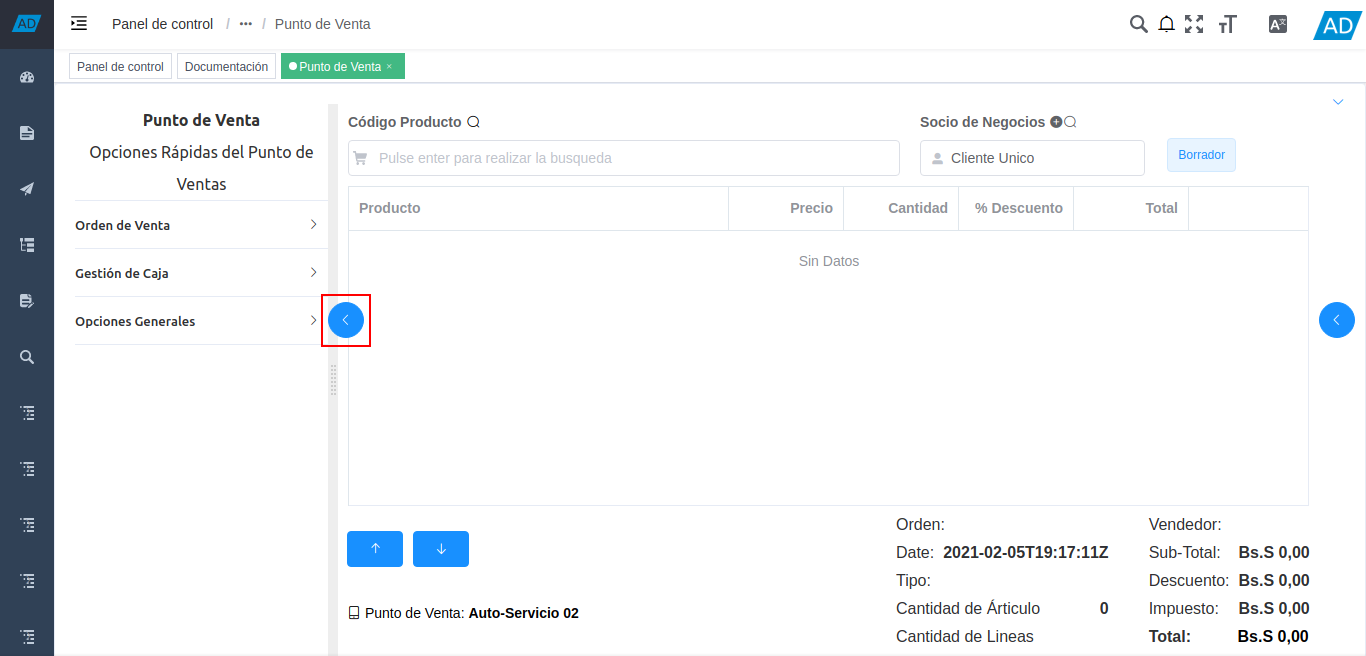 AD
Panel de control / ••• / Punto de Venta
AD
Panel de control
Documentación
Punto de Venta ×
Punto de Venta
Opciones Rápidas del Punto de
Ventas
Orden de Venta
Gestión de Caja
Opciones Generales
Código Producto
Pulse enter para realizar la busqueda
Socio de Negocios
Cliente Unico
Borrador
Producto Precio Cantidad % Descuento Total
Sin Datos
Punto de Venta: Auto-Servicio 02
Orden:
Date: 2021-02-05T19:17:11Z
Tipo:
Cantidad de Árticulo 0
Cantidad de Lineas
Vendedor:
Sub-Total: Bs.S 0,00
Descuento: Bs.S 0,00
Impuesto: Bs.S 0,00
Total: Bs.S 0,00